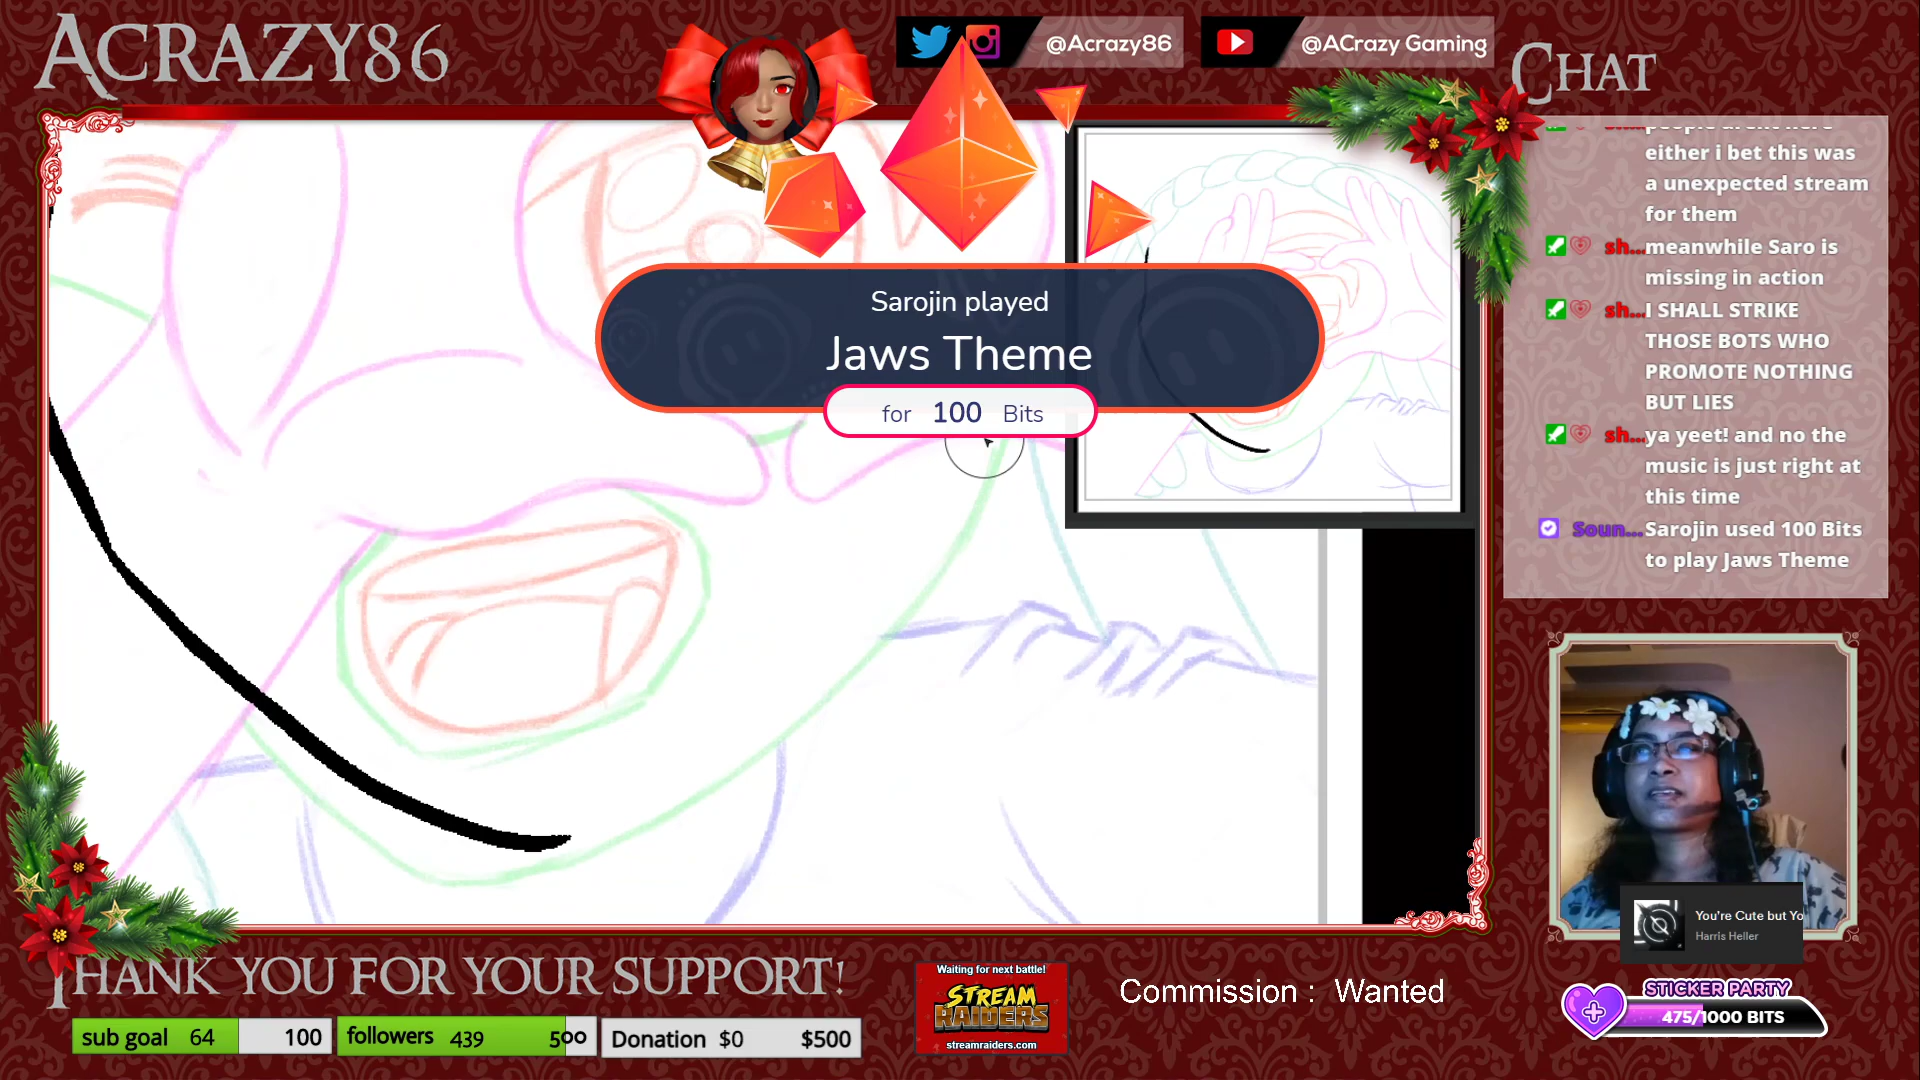 ACRAZY86
@Acrazy86
@ACrazy Gaming
CHAT
either i bet this was
a unexpected stream
for them
sh...meanwhile Saro is
missing in action
sh...I SHALL STRIKE
THOSE BOTS WHO
PROMOTE NOTHING
BUT LIES
sh...ya yeet! and no the
music is just right at
this time
Soun...Sarojin used 100 Bits
to play Jaws Theme
Sarojin played
Jaws Theme
for 100 Bits
You're Cute but Yo
Harris Heller
THANK YOU FOR YOUR SUPPORT!
sub goal 64 100
followers 439 500
Donation $0 $500
Waiting for next battle!
STREAM
RAIDERS
streamraiders.com
Commission : Wanted
STICKER PARTY
475/1000 BITS